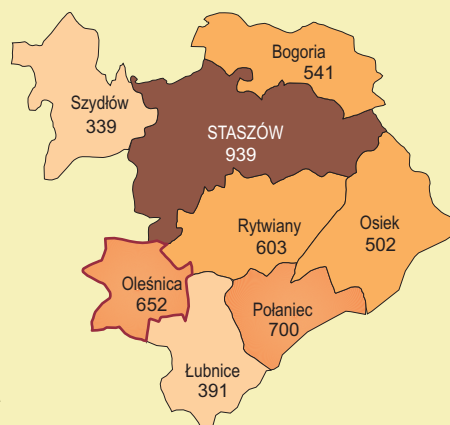 Bogoria
541
Szydłów
339
STASZÓW
939
Rytwiany
603
Osiek
502
Oleśnica
652
Połaniec
700
Łubnice
391